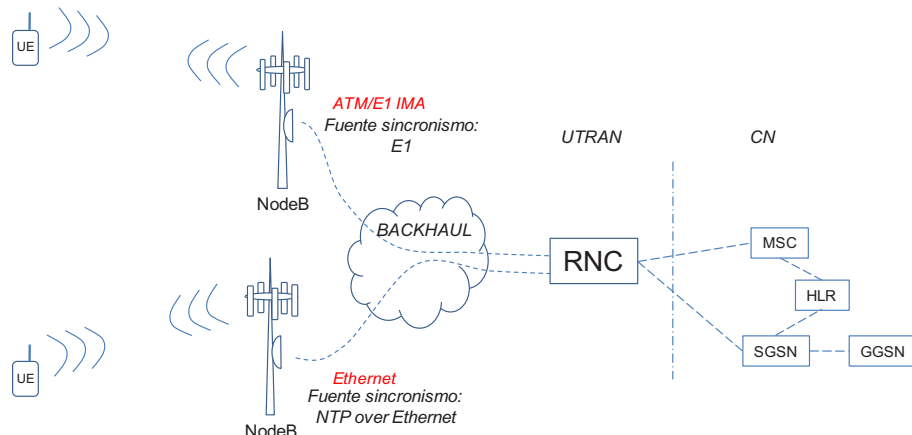 UE
ATM/E1 IMA
Fuente sincronismo:
E1
NodeB
UTRAN
CN
BACKHAUL
RNC
MSC
HLR
SGSN
GGSN
UE
Ethernet
Fuente sincronismo:
NTP over Ethernet
NodeB